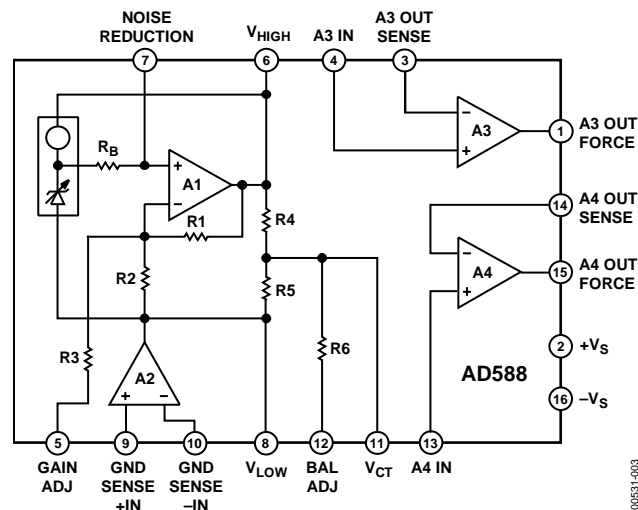 NOISE
REDUCTION
V HIGH
A3 IN
A3 OUT
SENSE
7
6
4
3
R B
A1
+
–
R1
R2
R3
R4
R5
R6
A2
+
–
A3
–
+
1
A3 OUT
FORCE
14
A4 OUT
SENSE
A4
–
+
15
A4 OUT
FORCE
2
+VS
AD588
16
–VS
5
9
10
8
12
11
13
GAIN
ADJ
GND
SENSE
+IN
GND
SENSE
–IN
VLOW
BAL
ADJ
VCT
A4 IN
00531-003